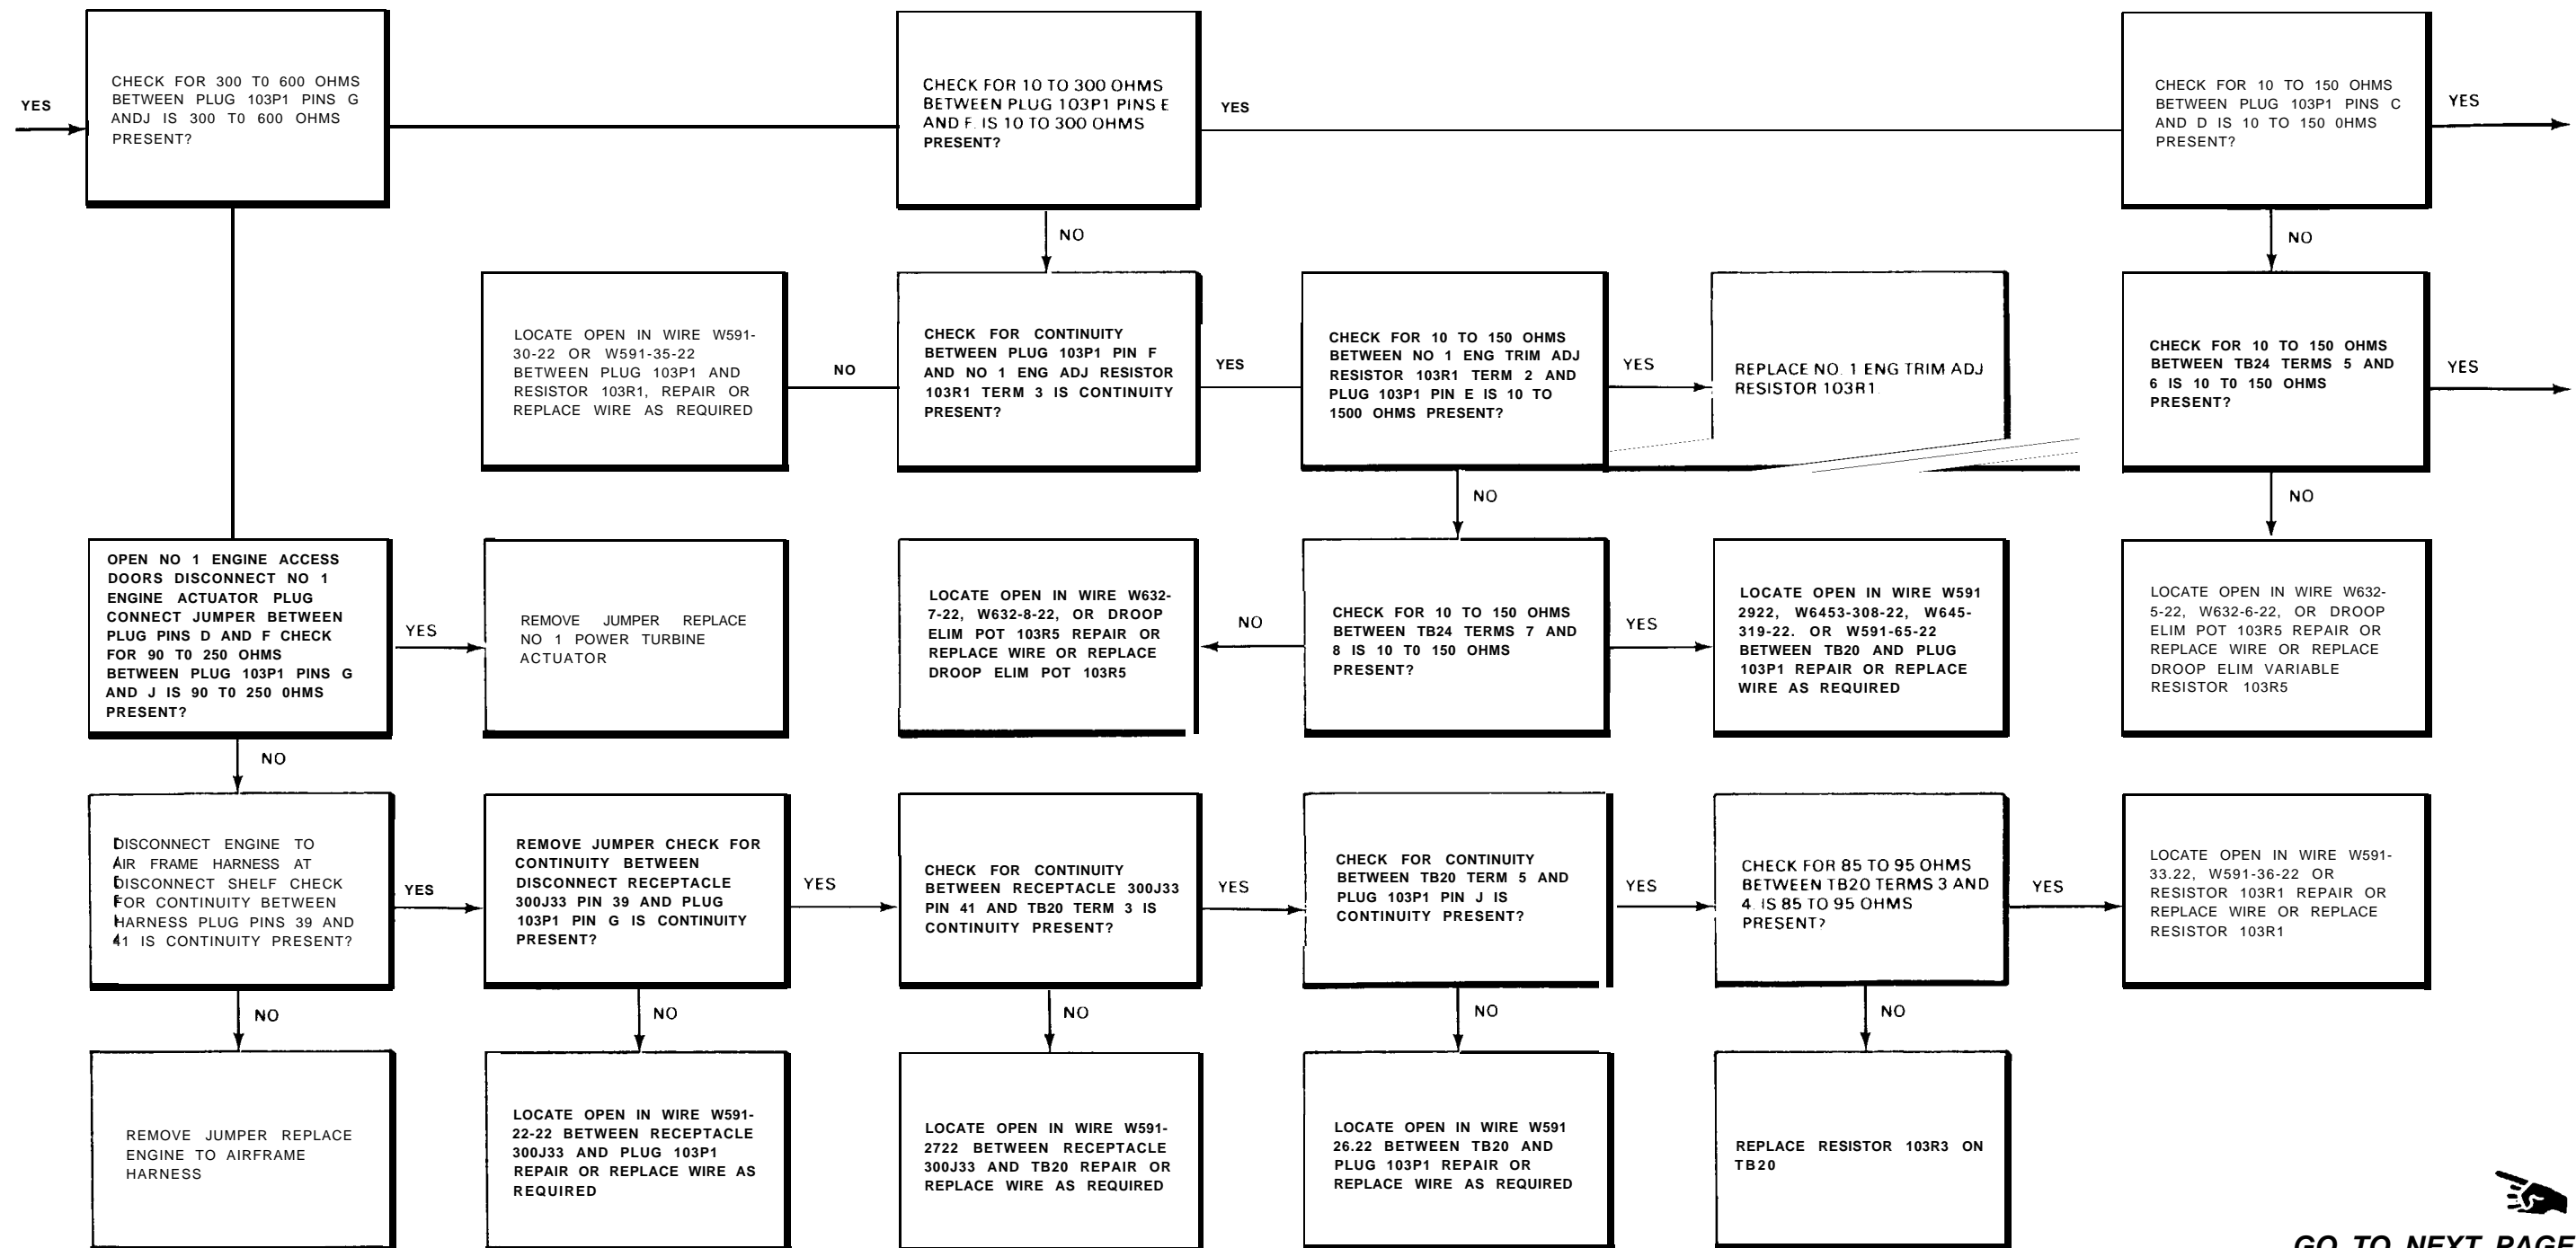 YES
CHECK FOR 300 T0 600 OHMS
BETWEEN PLUG 103P1 PINS G
ANDJ IS 300 T0 600 OHMS
PRESENT?
CHECK FOR 10 TO 300 OHMS
BETWEEN PLUG 103P1 PINS E
AND F. IS 10 TO 300 OHMS
PRESENT?
YES
CHECK FOR 10 TO 150 OHMS
BETWEEN PLUG 103P1 PINS C
AND D IS 10 TO 150 0HMS
PRESENT?
YES
NO
NO
LOCATE OPEN IN WIRE W591-
30-22 OR W591-35-22
BETWEEN PLUG 103P1 AND
RESISTOR 103R1, REPAIR OR
REPLACE WIRE AS REQUIRED
NO
CHECK FOR CONTINUITY
BETWEEN PLUG 103P1 PIN F
AND NO 1 ENG ADJ RESISTOR
103R1 TERM 3 IS CONTINUITY
PRESENT?
YES
CHECK FOR 10 TO 150 OHMS
BETWEEN NO 1 ENG TRIM ADJ
RESISTOR 103R1 TERM 2 AND
PLUG 103P1 PIN E IS 10 TO
1500 OHMS PRESENT?
YES
REPLACE NO. 1 ENG TRIM ADJ
RESISTOR 103R1.
CHECK FOR 10 TO 150 OHMS
BETWEEN TB24 TERMS 5 AND
6 IS 10 T0 150 OHMS
PRESENT?
YES
NO
NO
OPEN NO 1 ENGINE ACCESS
DOORS DISCONNECT NO 1
ENGINE ACTUATOR PLUG
CONNECT JUMPER BETWEEN
PLUG PINS D AND F CHECK
FOR 90 T0 250 OHMS
BETWEEN PLUG 103P1 PINS G
AND J IS 90 T0 250 0HMS
PRESENT?
YES
REMOVE JUMPER REPLACE
NO 1 POWER TURBINE
ACTUATOR
LOCATE OPEN IN WIRE W632-
7-22, W632-8-22, OR DROOP
ELIM POT 103R5 REPAIR OR
REPLACE WIRE OR REPLACE
DROOP ELIM POT 103R5
NO
CHECK FOR 10 TO 150 OHMS
BETWEEN TB24 TERMS 7 AND
8 IS 10 T0 150 OHMS
PRESENT?
YES
LOCATE OPEN IN WIRE W591
2922, W6453-308-22, W645-
319-22. OR W591-65-22
BETWEEN TB20 AND PLUG
103P1 REPAIR OR REPLACE
WIRE AS REQUIRED
LOCATE OPEN IN WIRE W632-
5-22, W632-6-22, OR DROOP
ELIM POT 103R5 REPAIR OR
REPLACE WIRE OR REPLACE
DROOP ELIM VARIABLE
RESISTOR 103R5
NO
DISCONNECT ENGINE TO
AIR FRAME HARNESS AT
DISCONNECT SHELF CHECK
FOR CONTINUITY BETWEEN
HARNESS PLUG PINS 39 AND
41 IS CONTINUITY PRESENT?
YES
REMOVE JUMPER CHECK FOR
CONTINUITY BETWEEN
DISCONNECT RECEPTACLE
300J33 PIN 39 AND PLUG
103P1 PIN G IS CONTINUITY
PRESENT?
YES
CHECK FOR CONTINUITY
BETWEEN RECEPTACLE 300J33
PIN 41 AND TB20 TERM 3 IS
CONTINUITY PRESENT?
YES
CHECK FOR CONTINUITY
BETWEEN TB20 TERM 5 AND
PLUG 103P1 PIN J IS
CONTINUITY PRESENT?
YES
CHECK FOR 85 TO 95 OHMS
BETWEEN TB20 TERMS 3 AND
4. IS 85 TO 95 OHMS
PRESENT?
YES
LOCATE OPEN IN WIRE W591-
33.22, W591-36-22 OR
RESISTOR 103R1 REPAIR OR
REPLACE WIRE OR REPLACE
RESISTOR 103R1
NO
NO
NO
NO
NO
REMOVE JUMPER REPLACE
ENGINE TO AIRFRAME
HARNESS
LOCATE OPEN IN WIRE W591-
22-22 BETWEEN RECEPTACLE
300J33 AND PLUG 103P1
REPAIR OR REPLACE WIRE AS
REQUIRED
LOCATE OPEN IN WIRE W591-
2722 BETWEEN RECEPTACLE
300J33 AND TB20 REPAIR OR
REPLACE WIRE AS REQUIRED
LOCATE OPEN IN WIRE W591
26.22 BETWEEN TB20 AND
PLUG 103P1 REPAIR OR
REPLACE WIRE AS REQUIRED
REPLACE RESISTOR 103R3 ON
TB20
GO TO NEXT PAGE